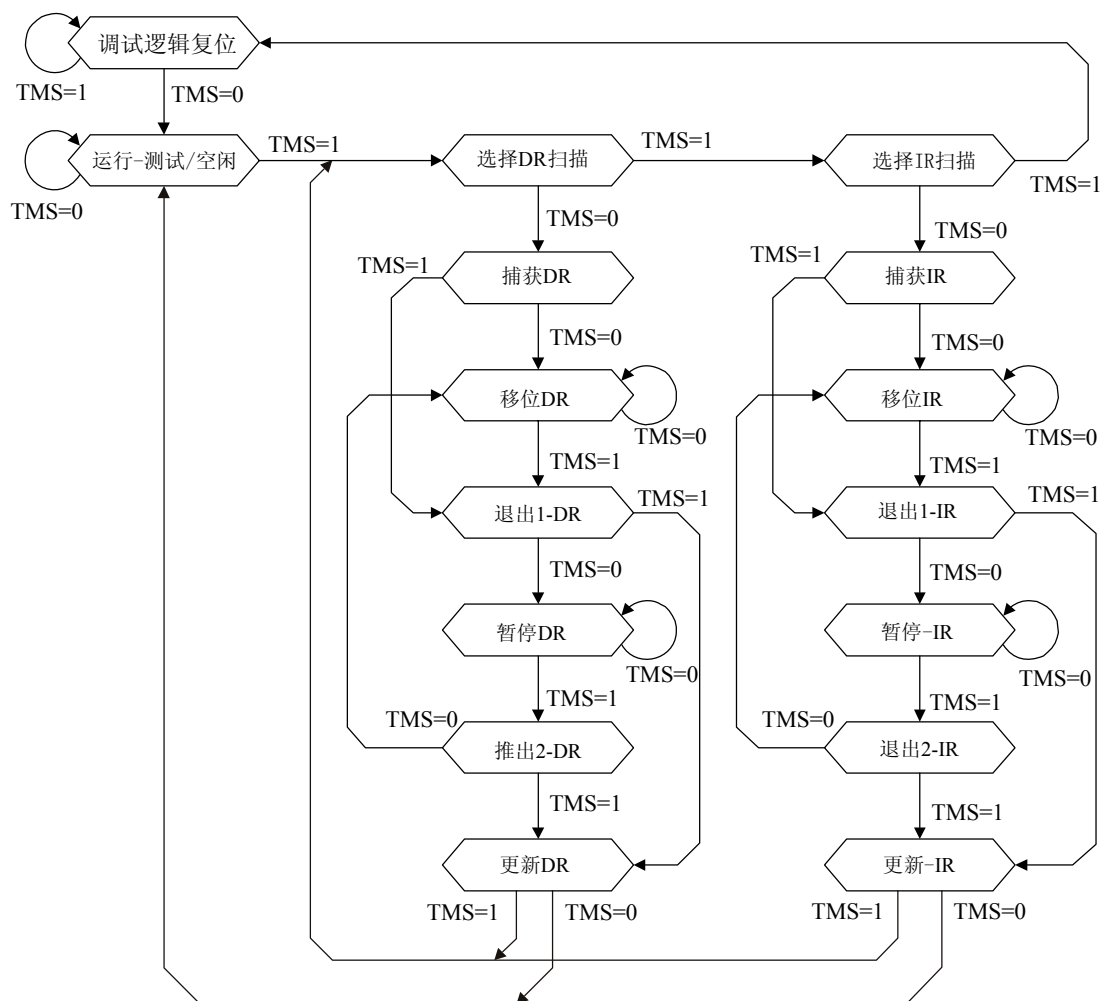 调试逻辑复位
TMS=1
TMS=0
运行-测试/空闲
TMS=1
选择DR扫描
TMS=1
选择IR扫描
TMS=1
TMS=0
TMS=0
TMS=0
TMS=1
捕获DR
TMS=1
捕获IR
TMS=0
TMS=0
移位DR
TMS=0
移位IR
TMS=0
TMS=1
TMS=1
退出1-DR
TMS=1
退出1-IR
TMS=1
TMS=0
TMS=0
暂停DR
TMS=0
暂停-IR
TMS=0
TMS=1
TMS=1
TMS=0
推出2-DR
TMS=0
退出2-IR
TMS=1
TMS=1
更新DR
更新-IR
TMS=1
TMS=0
TMS=1
TMS=0